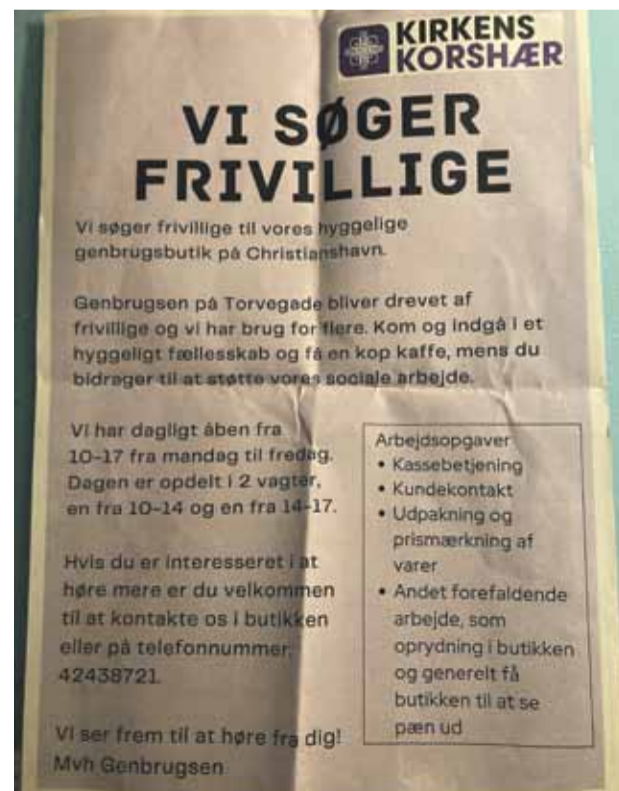 KIRKENS
KORSHÆR
VI SØGER
FRIVILLIGE
Vi søger frivillige til vores hyggelige
genbrugsbutik på Christianshavn.
Genbrugsen på Torvegade bliver drevet af
frivillige og vi har brug for flere. Kom og indgå i et
hyggeligt fællesskab og få en kop kaffe, mens du
bidrager til at støtte vores sociale arbejde.
Vi har dagligt åben fra
10-17 fra mandag til fredag.
Dagen er opdelt i 2 vagter,
en fra 10-14 og en fra 14-17.
Hvis du er interesseret i at
høre mere er du velkommen
til at kontakte os i butikken
eller på telefonnummer:
42438721.
Vi ser frem til at høre fra dig!
Mvh Genbrugsen
Arbejdsopgaver
• Kassebetjening
• Kundekontakt
• Udpakning og
prismærkning af
varer
• Andet forefaldende
arbejde, som
oprydning i butikken
og generelt få
butikken til at se
pæn ud